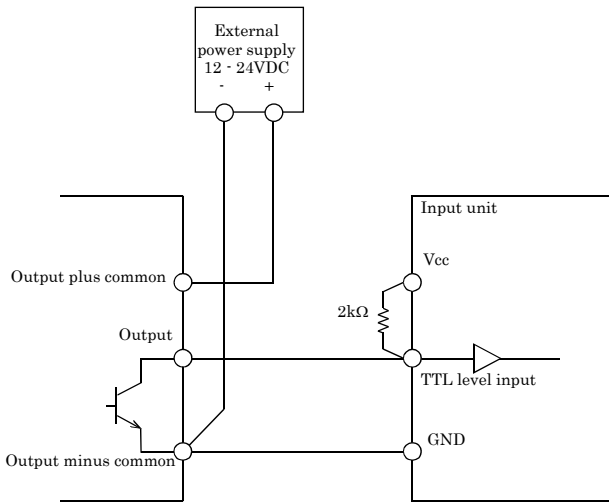 External
power supply
12 - 24VDC
- +
Input unit
Vcc
Output plus common
2kΩ
Output
TTL level input
GND
Output minus common